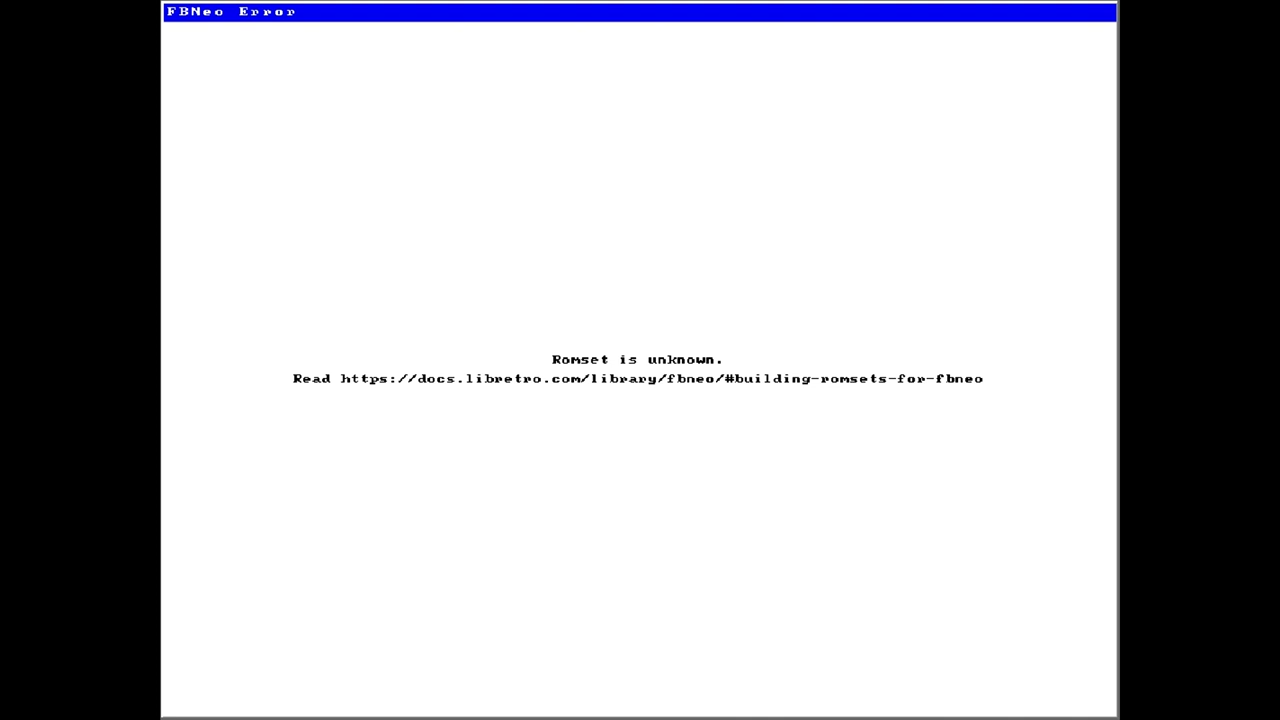 FBNeo Error
Romset is unknown.
Read https://docs.libretro.com/library/fbneo/#building-romsets-for-fbneo